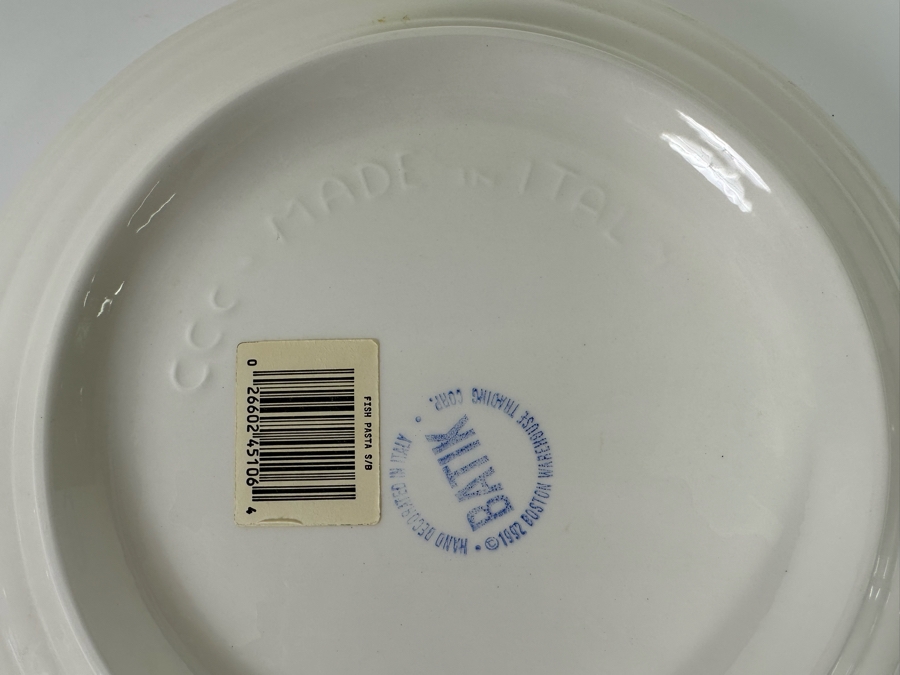 CCC - MADE IN ITALY
FISH PASTA S/B
0 26602 45106 4
BATIK
©1992 BOSTON WAREHOUSE TRADING CORP.
• HAND DECORATED IN ITALY •